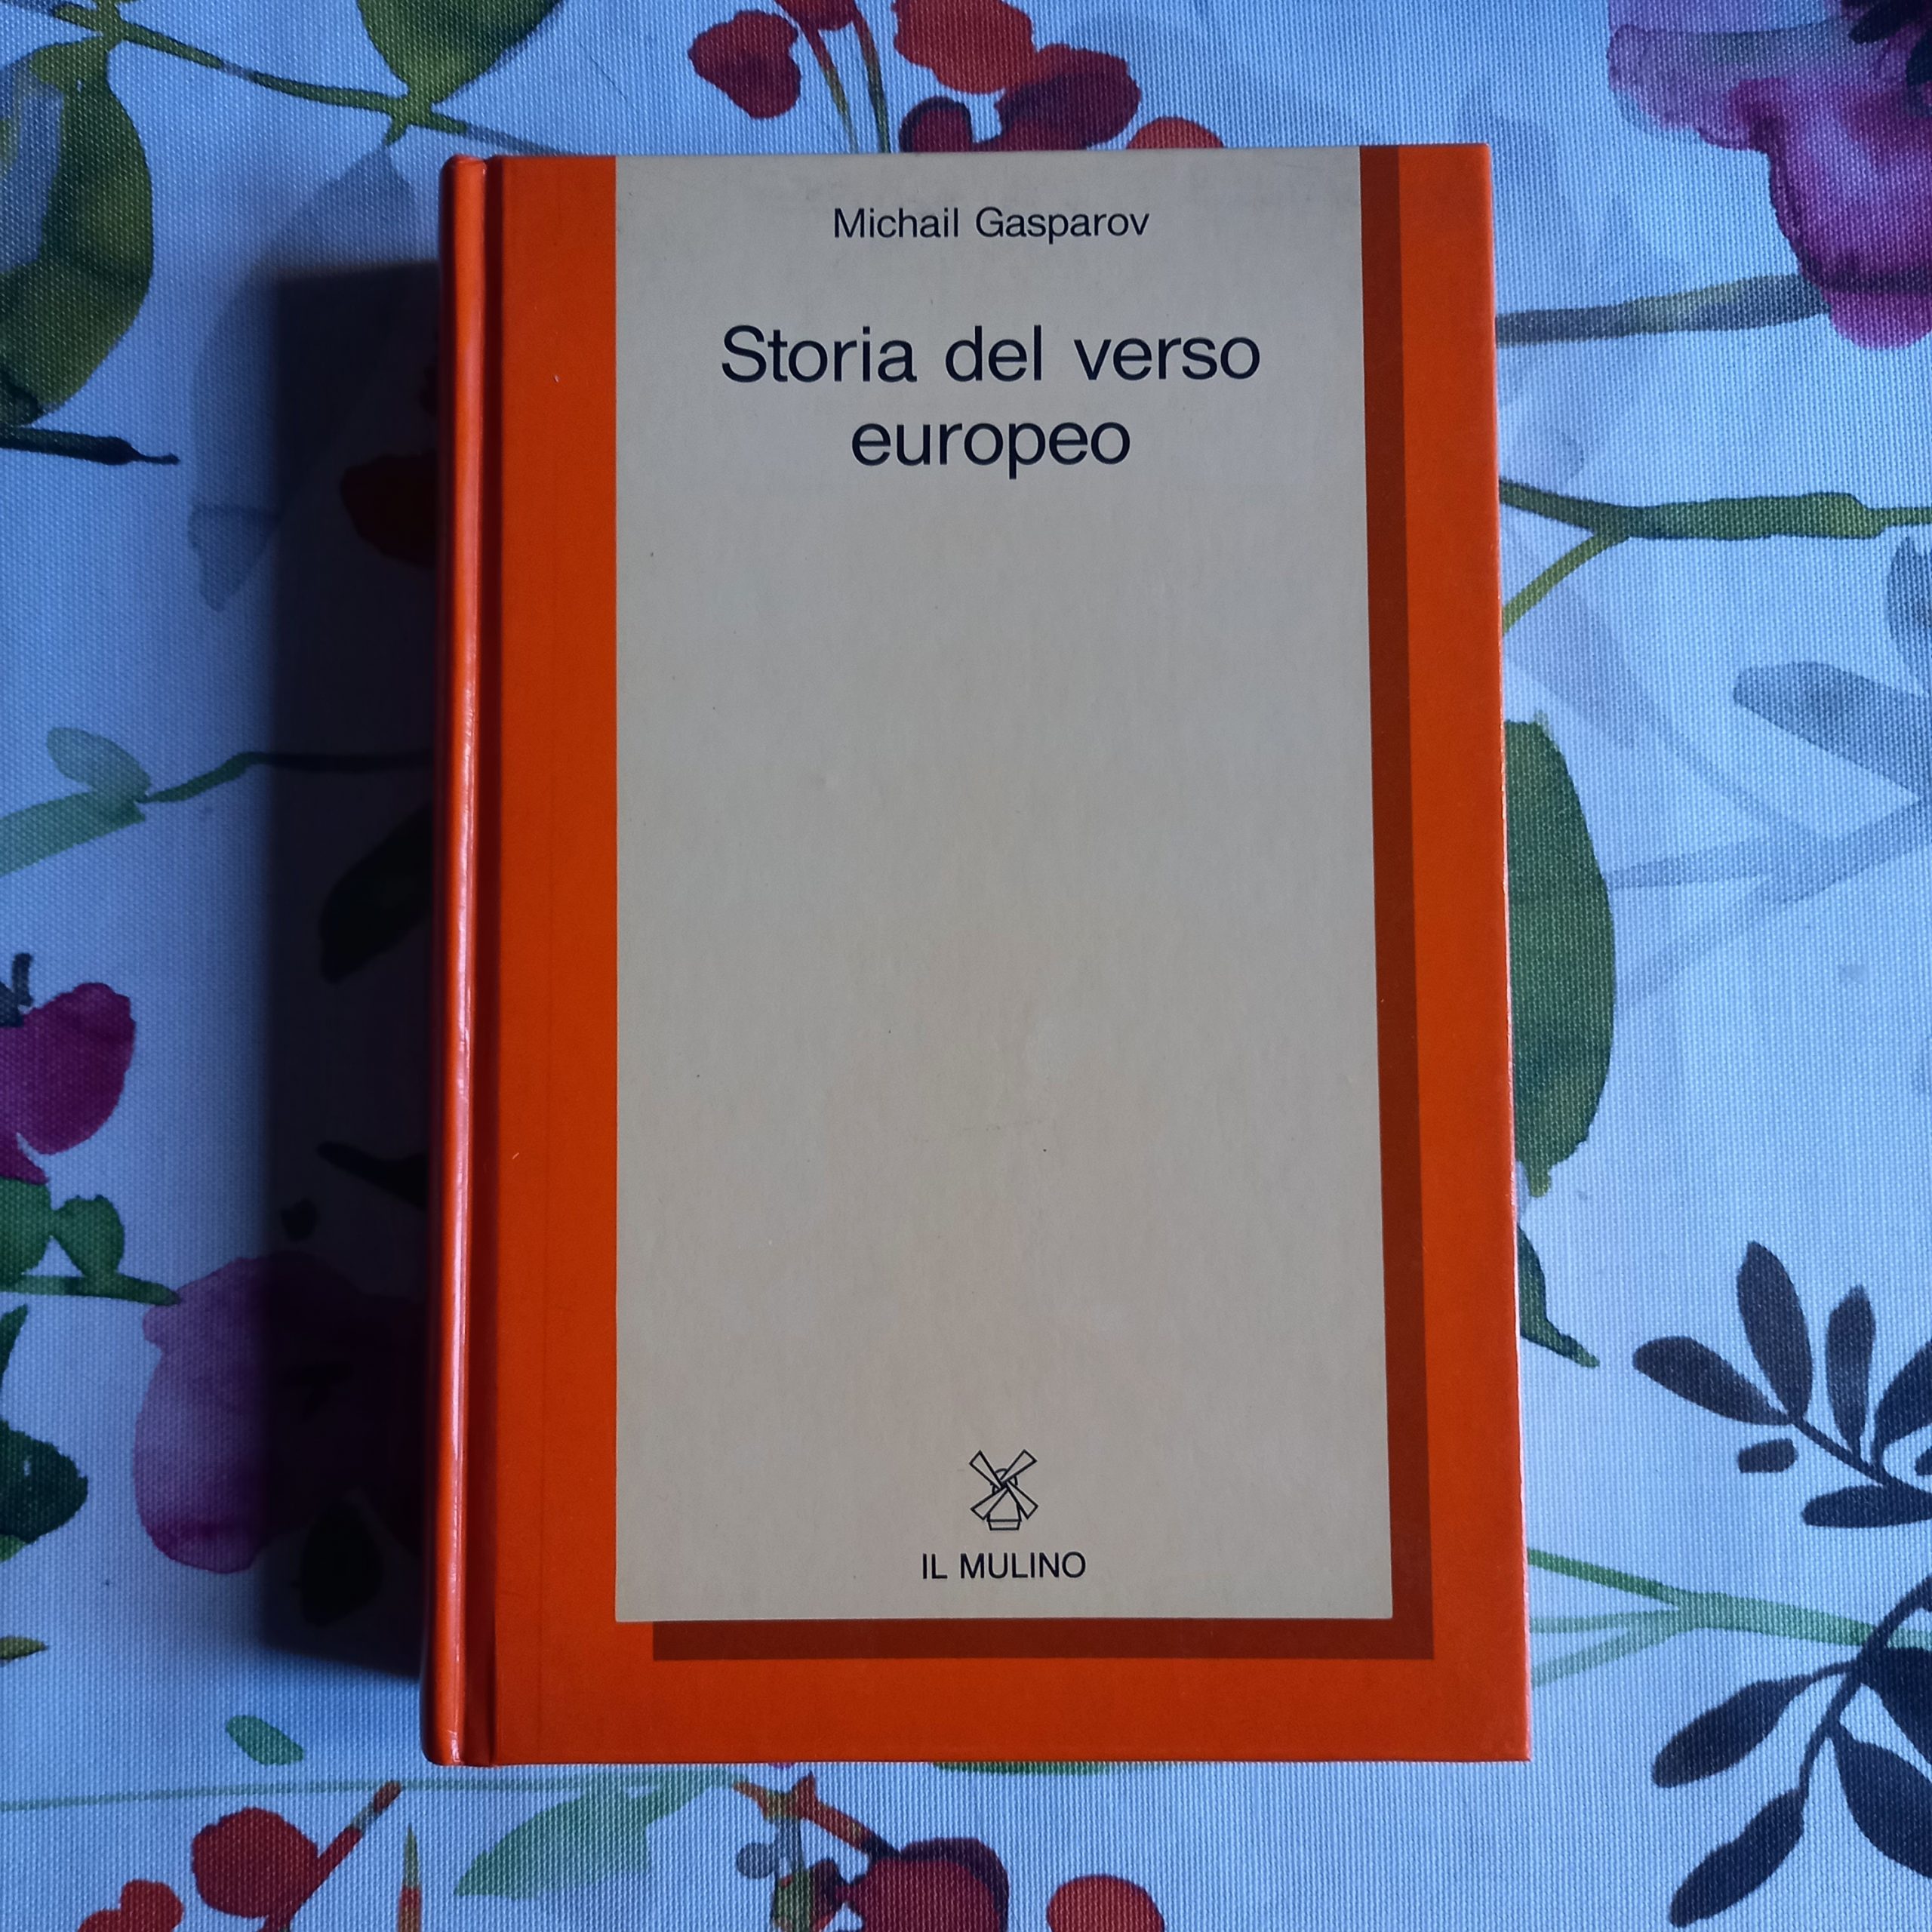 Michail Gasparov
Storia del verso
europeo
IL MULINO